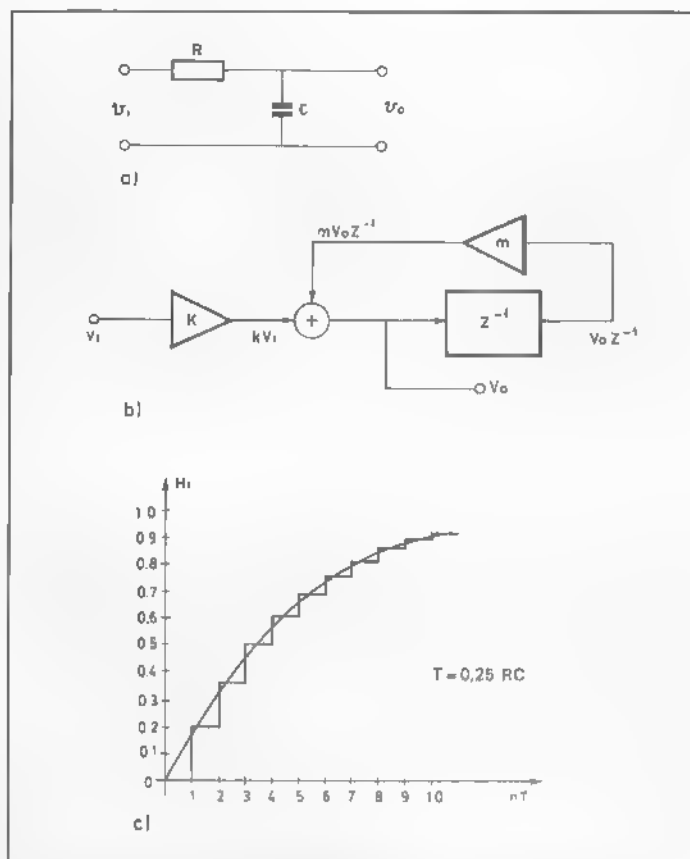 R
v₁ C v₀
a)
mV₀Z⁻¹ m
K + Z⁻¹
V₁ kV₁ V₀Z⁻¹
V₀
b)
H₁
1.0
0.9
0.8
0.7
0.6
0.5
0.4
0.3
0.2
0.1
0
T = 0,25 RC
1 2 3 4 5 6 7 8 9 10 nT
c)